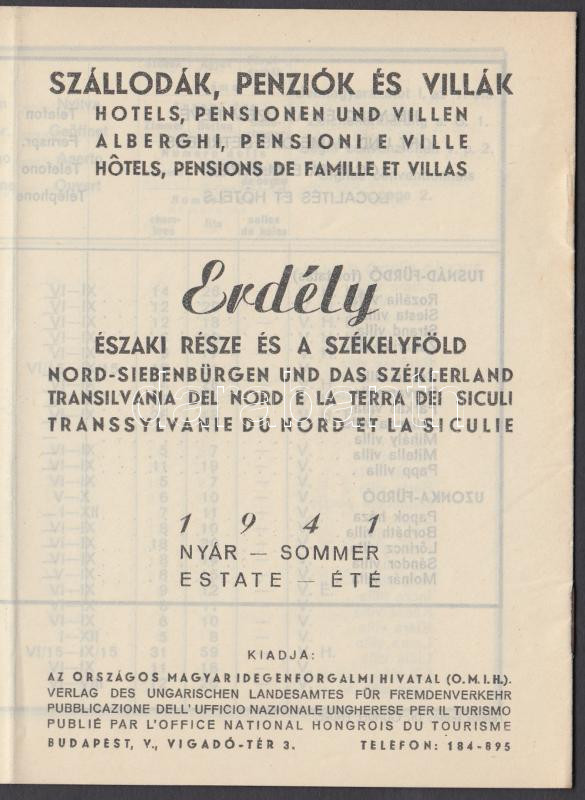 SZÁLLODÁK, PENZIÓK ÉS VILLÁK
HOTELS, PENSIONEN UND VILLEN
ALBERGHI, PENSIONI E VILLE
HÔTELS, PENSIONS DE FAMILLE ET VILLAS
Erdély
ÉSZAKI RÉSZE ÉS A SZÉKELYFÖLD
NORD-SIEBENBÜRGEN UND DAS SZÉKLERLAND
TRANSILVANIA DEL NORD E LA TERRA DEI SICULI
TRANSSYLVANIE DU NORD ET LA SICULIE
darabanth
1941
NYÁR — SOMMER
ESTATE — ÉTÉ
KIADJA:
AZ ORSZÁGOS MAGYAR IDEGENFORGALMI HIVATAL (O.M.I.H.)
VERLAG DES UNGARISCHEN LANDESAMTES FÜR FREMDENVERKEHR
PUBBLICAZIONE DELL' UFFICIO NAZIONALE UNGHERESE PER IL TURISMO
PUBLIÉ PAR L'OFFICE NATIONAL HONGROIS DU TOURISME
BUDAPEST, V., VIGADÓ-TÉR 3. TELEFON: 184-895